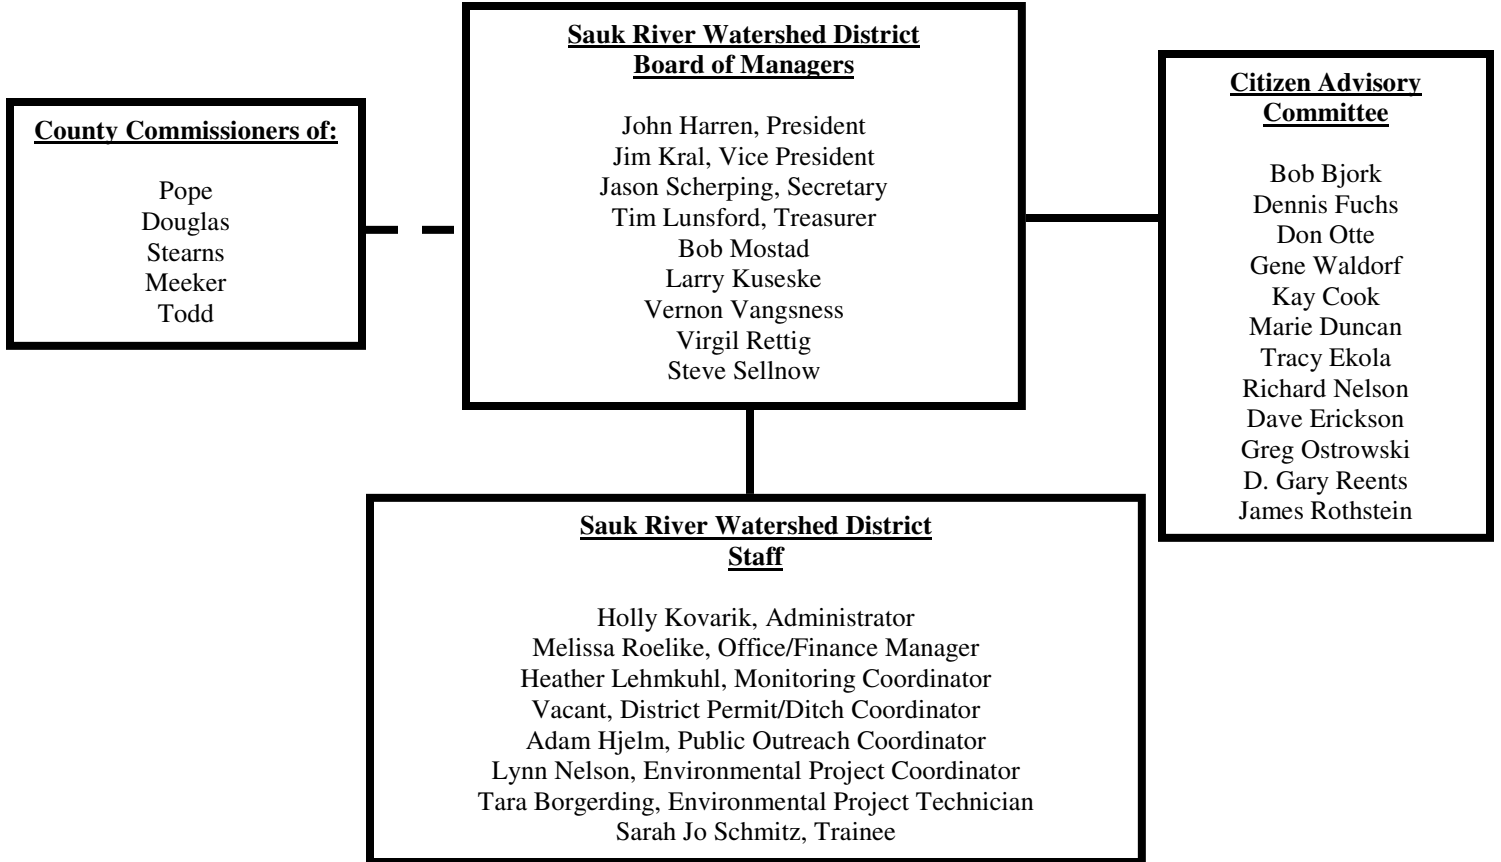 County Commissioners of:
Pope
Douglas
Stearns
Meeker
Todd
Sauk River Watershed District
Board of Managers
John Harren, President
Jim Kral, Vice President
Jason Scherping, Secretary
Tim Lunsford, Treasurer
Bob Mostad
Larry Kuseske
Vernon Vangsness
Virgil Rettig
Steve Sellnow
Citizen Advisory
Committee
Bob Bjork
Dennis Fuchs
Don Otte
Gene Waldorf
Kay Cook
Marie Duncan
Tracy Ekola
Richard Nelson
Dave Erickson
Greg Ostrowski
D. Gary Reents
James Rothstein
Sauk River Watershed District
Staff
Holly Kovarik, Administrator
Melissa Roelike, Office/Finance Manager
Heather Lehmkuhl, Monitoring Coordinator
Vacant, District Permit/Ditch Coordinator
Adam Hjelm, Public Outreach Coordinator
Lynn Nelson, Environmental Project Coordinator
Tara Borgerding, Environmental Project Technician
Sarah Jo Schmitz, Trainee